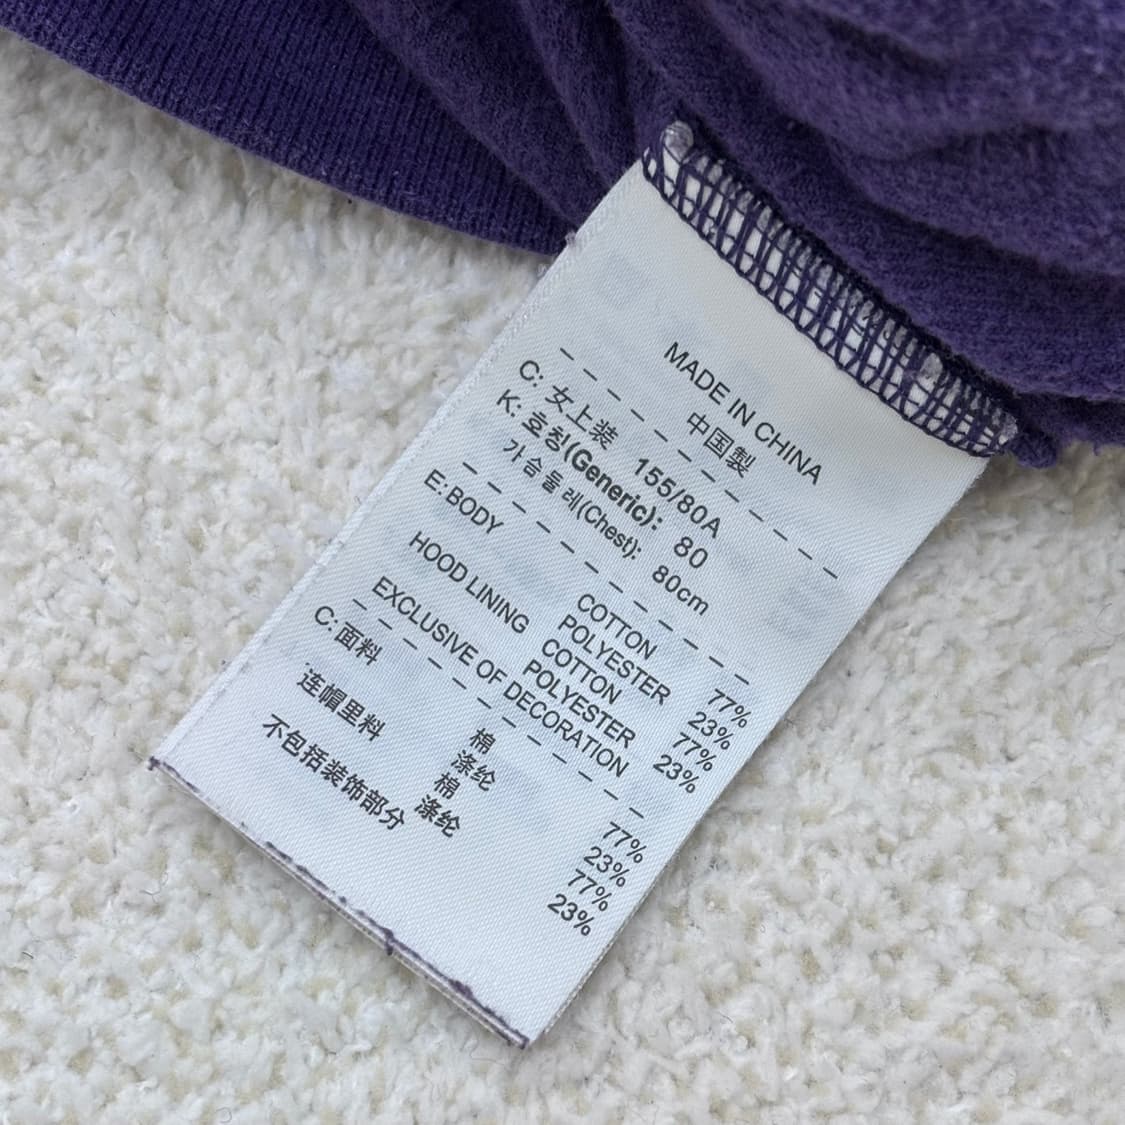 MADE IN CHINA
中国製
C: 女上装 155/80A
K: 호칭(Generic): 80
가슴둘레(Chest): 80cm
E: BODY COTTON 77%
POLYESTER 23%
HOOD LINING COTTON 77%
POLYESTER 23%
EXCLUSIVE OF DECORATION
C: 面料 棉 77%
涤纶 23%
连帽里料 棉 77%
涤纶 23%
不包括装饰部分